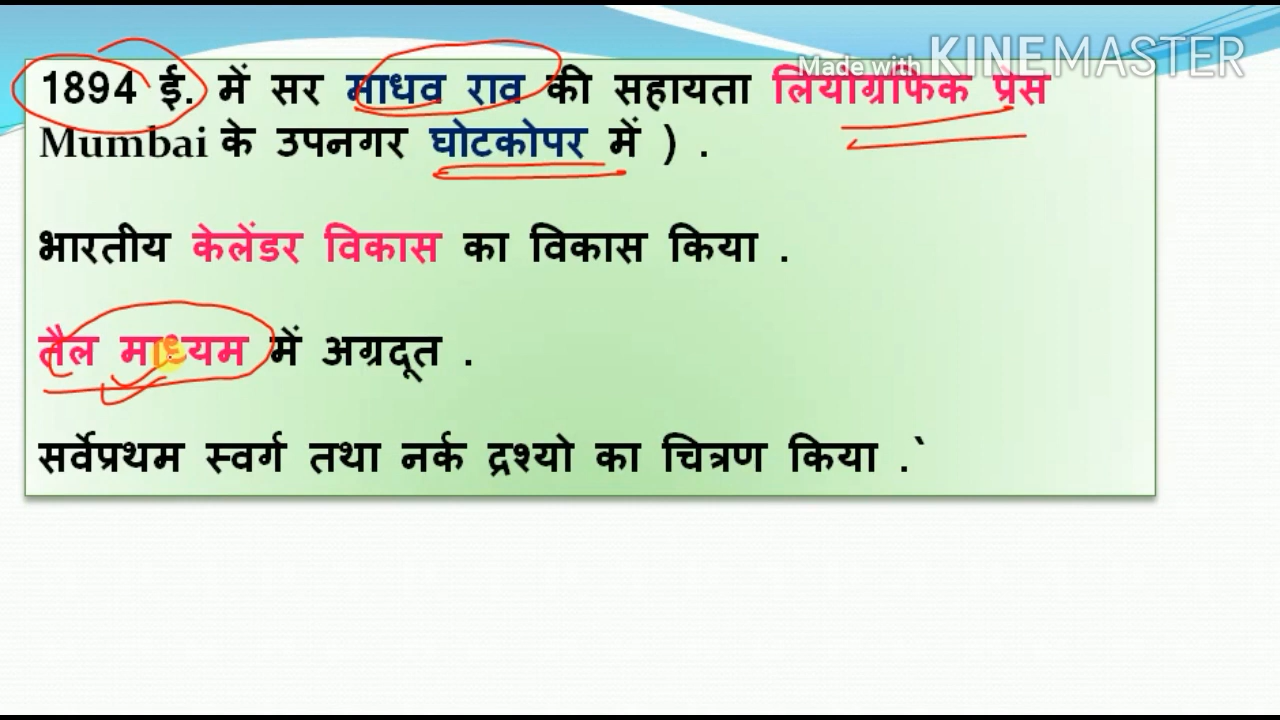 Made with KINEMASTER
1894 ई. में सर माधव राव की सहायता लियोग्रफिक प्रेस
Mumbai के उपनगर घोटकोपर में ) .
भारतीय केलेंडर विकास का विकास किया .
तैल माध्यम में अग्रदूत .
सर्वेप्रथम स्वर्ग तथा नर्क द्रश्यो का चित्रण किया .`